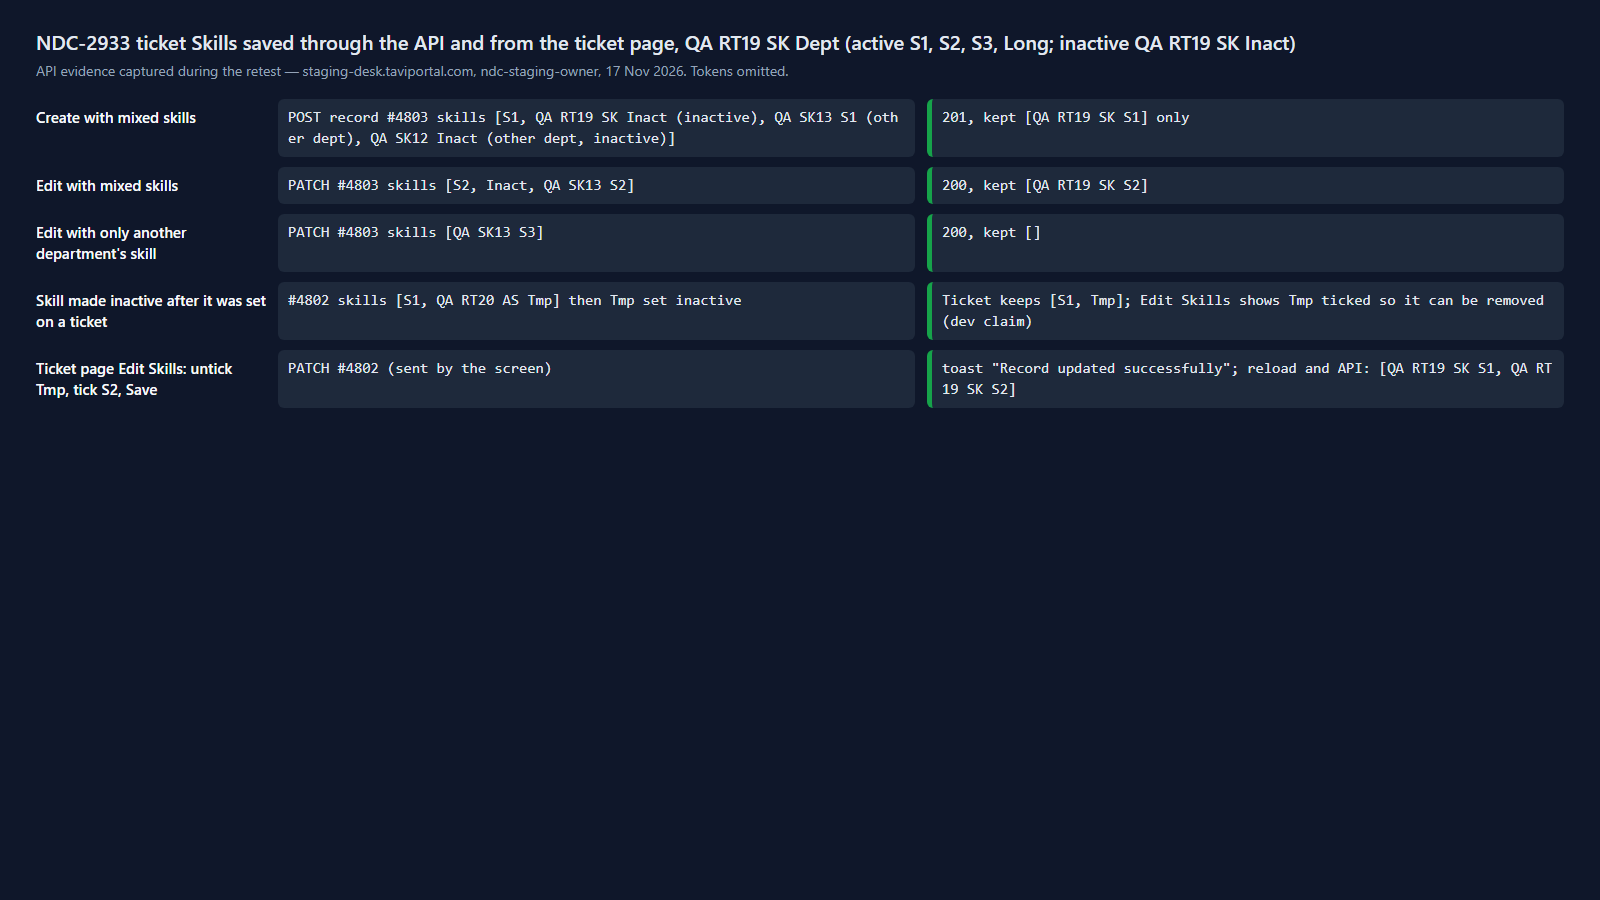 NDC-2933 ticket Skills saved through the API and from the ticket page, QA RT19 SK Dept (active S1, S2, S3, Long; inactive QA RT19 SK Inact)
API evidence captured during the retest — staging-desk.taviportal.com, ndc-staging-owner, 17 Nov 2026. Tokens omitted.
Create with mixed skills
POST record #4803 skills [S1, QA RT19 SK Inact (inactive), QA SK13 S1 (oth
er dept), QA SK12 Inact (other dept, inactive)]
201, kept [QA RT19 SK S1] only
Edit with mixed skills
PATCH #4803 skills [S2, Inact, QA SK13 S2]
200, kept [QA RT19 SK S2]
Edit with only another
department's skill
PATCH #4803 skills [QA SK13 S3]
200, kept []
Skill made inactive after it was set
on a ticket
#4802 skills [S1, QA RT20 AS Tmp] then Tmp set inactive
Ticket keeps [S1, Tmp]; Edit Skills shows Tmp ticked so it can be removed
(dev claim)
Ticket page Edit Skills: untick
Tmp, tick S2, Save
PATCH #4802 (sent by the screen)
toast "Record updated successfully"; reload and API: [QA RT19 SK S1, QA RT
19 SK S2]